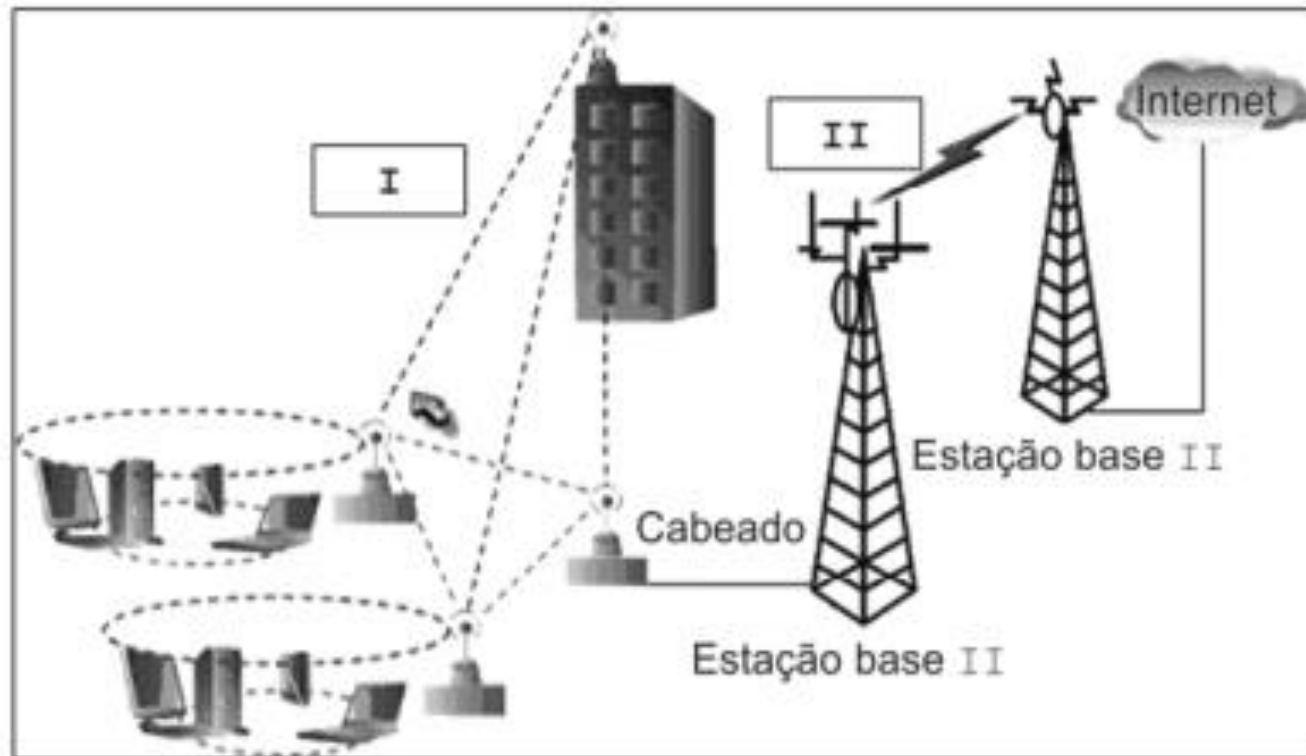 Internet
II
I
Estação base II
Cabeado
Estação base II